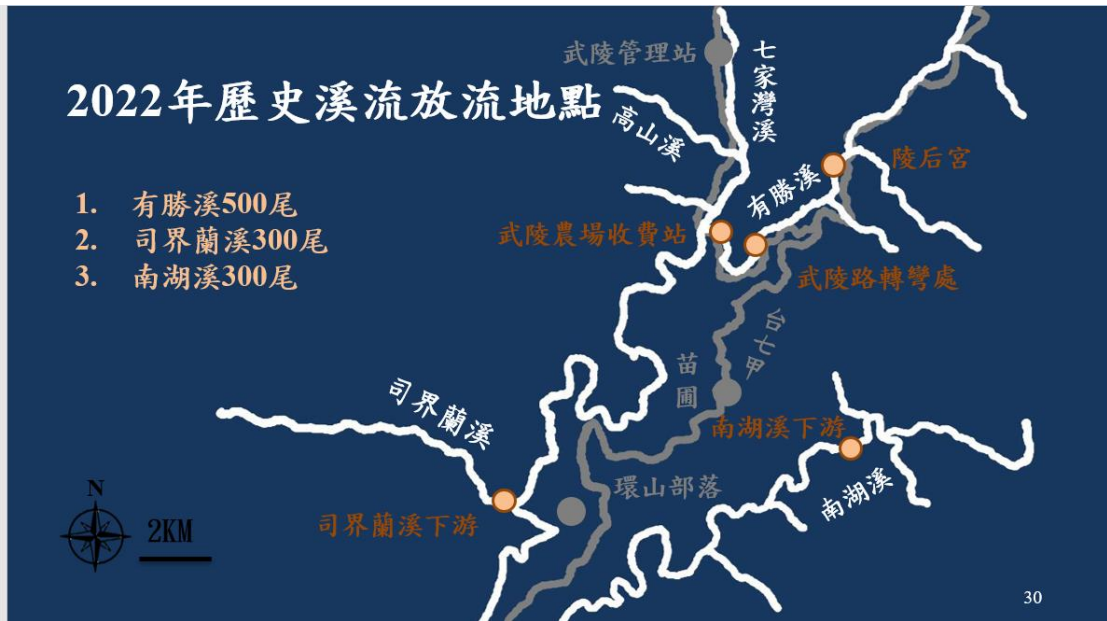 2022年歷史溪流放流地點
1. 有勝溪500尾
2. 司界蘭溪300尾
3. 南湖溪300尾
武陵管理站
七家灣溪
高山溪
有勝溪
陵后宮
武陵農場收費站
武陵路轉彎處
台七甲
苗圃
司界蘭溪
南湖溪下游
南湖溪
環山部落
司界蘭溪下游
N
2KM
30